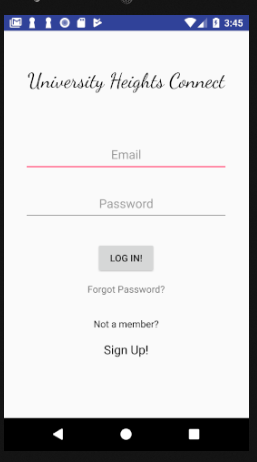 3:45
University Heights Connect
Email
Password
LOG IN!
Forgot Password?
Not a member?
Sign Up!